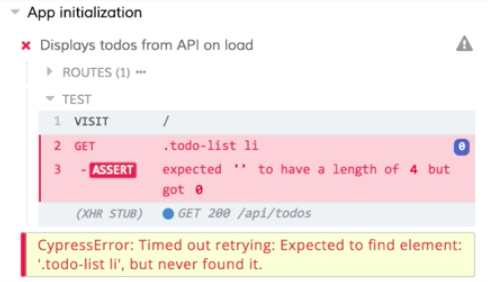 App initialization
Displays todos from API on load
ROUTES (1) •••
TEST
1 VISIT /
2 GET .todo-list li 0
3 - ASSERT expected '' to have a length of 4 but
got 0
(XHR STUB) GET 200 /api/todos
CypressError: Timed out retrying: Expected to find element:
'.todo-list li', but never found it.